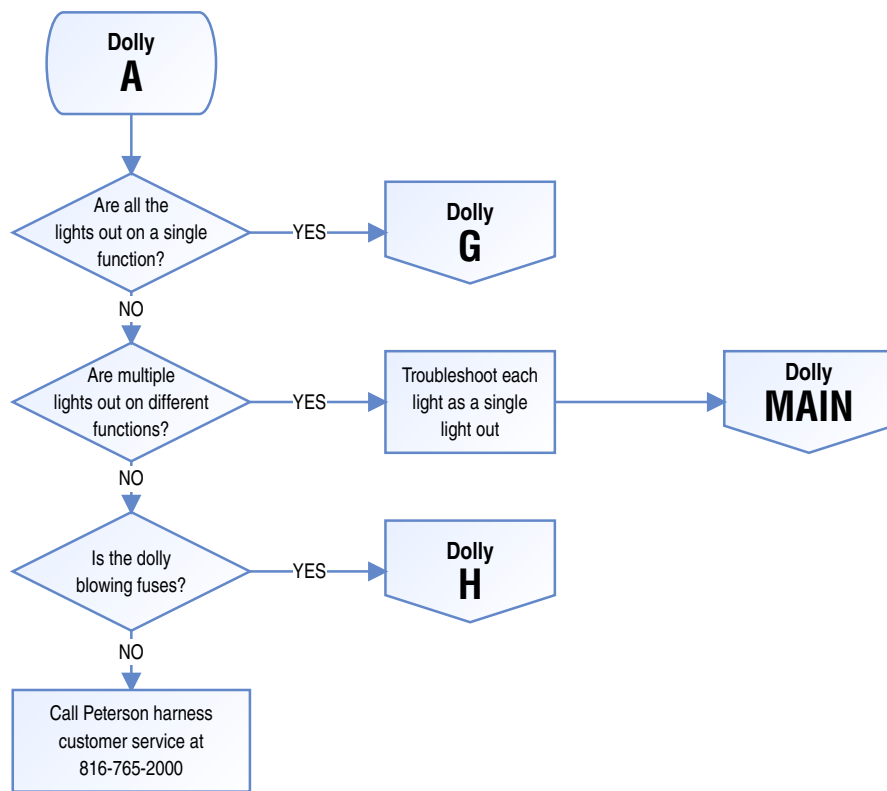 Dolly
A
Are all the
lights out on a single
function?
YES
Dolly
G
NO
Are multiple
lights out on different
functions?
YES
Troubleshoot each
light as a single
light out
Dolly
MAIN
NO
Is the dolly
blowing fuses?
YES
Dolly
H
NO
Call Peterson harness
customer service at
816-765-2000